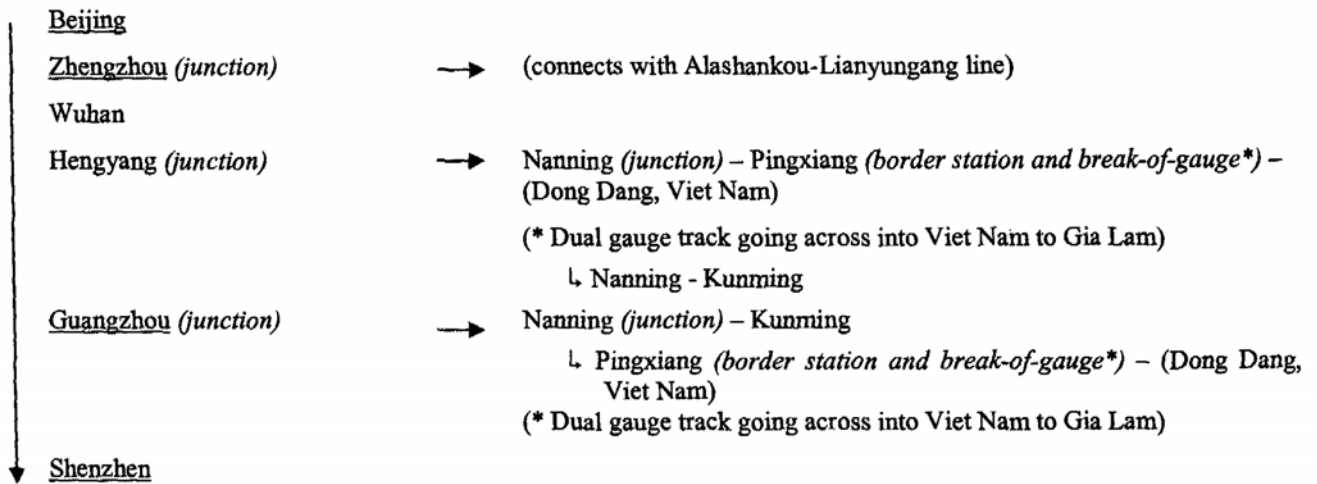 Beijing
Zhengzhou (junction) → (connects with Alashankou-Lianyungang line)
Wuhan
Hengyang (junction) → Nanning (junction) – Pingxiang (border station and break-of-gauge*) –
(Dong Dang, Viet Nam)
(* Dual gauge track going across into Viet Nam to Gia Lam)
↳ Nanning - Kunming
Guangzhou (junction) → Nanning (junction) – Kunming
↳ Pingxiang (border station and break-of-gauge*) – (Dong Dang,
Viet Nam)
(* Dual gauge track going across into Viet Nam to Gia Lam)
Shenzhen